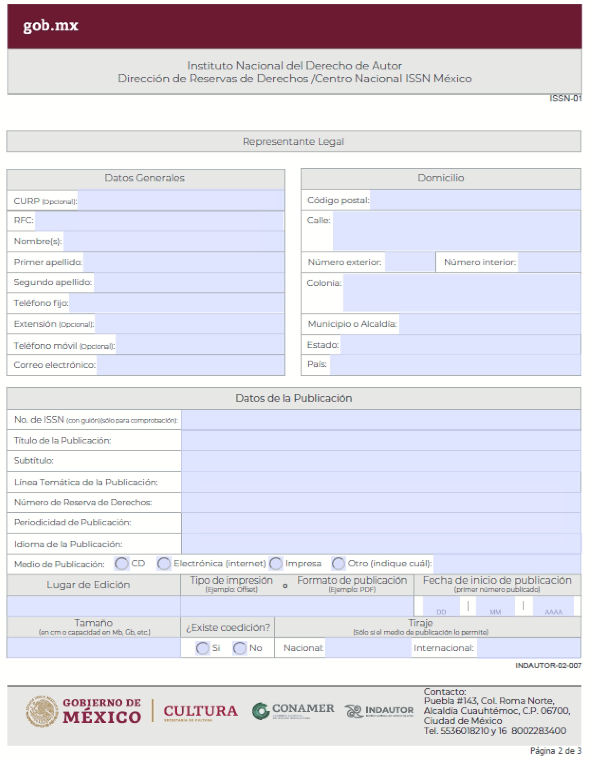 gob.mx
Instituto Nacional del Derecho de Autor
Dirección de Reservas de Derechos /Centro Nacional ISSN México
ISSN-01
Representante Legal
Datos Generales
CURP (Opcional):
RFC:
Nombre(s):
Primer apellido:
Segundo apellido:
Teléfono fijo:
Extensión (Opcional):
Teléfono móvil (Opcional):
Correo electrónico:
Domicilio
Código postal:
Calle:
Número exterior: Número interior:
Colonia:
Municipio o Alcaldía:
Estado:
País:
Datos de la Publicación
No. de ISSN (con guión)(sólo para comprobación):
Título de la Publicación:
Subtítulo:
Línea Temática de la Publicación:
Número de Reserva de Derechos:
Periodicidad de Publicación:
Idioma de la Publicación:
Medio de Publicación: CD Electrónica (internet) Impresa Otro (indique cuál):
Lugar de Edición
Tipo de impresión o Formato de publicación
(Ejemplo: Offset) (Ejemplo: PDF)
Fecha de inicio de publicación
(primer número publicado)
DD | MM | AAAA
Tamaño
(en cm o capacidad en Mb, Gb, etc.)
¿Existe coedición?
Si No
Tiraje
(Sólo si el medio de publicación lo permite)
Nacional: Internacional:
INDAUTOR-02-007
GOBIERNO DE
MÉXICO
CULTURA
SECRETARÍA DE CULTURA
CONAMER
INDAUTOR
Contacto:
Puebla #143, Col. Roma Norte,
Alcaldía Cuauhtémoc, C.P. 06700,
Ciudad de México
Tel. 5536018210 y 16 8002283400
Página 2 de 3